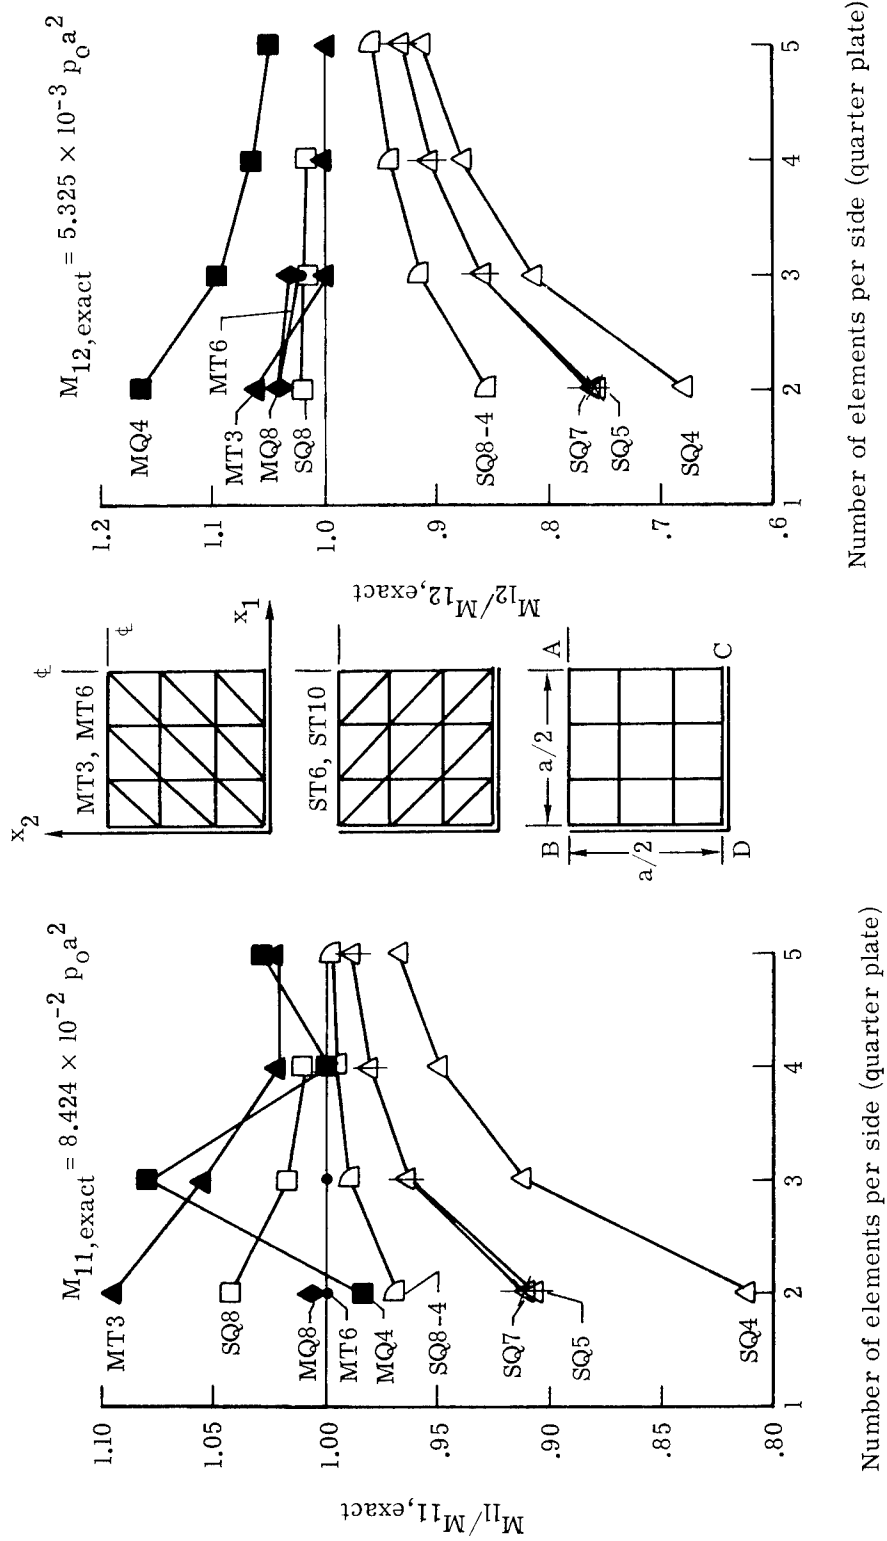 M11,exact = 8.424 × 10-2 poa2
1.10
1.05
1.00
.95
.90
.85
.80
M11/M11,exact
MT3
SQ8
MQ8
MT6
MQ4
SQ8-4
SQ7
SQ5
SQ4
1
2
3
4
5
Number of elements per side (quarter plate)
x2
MT3, MT6
℄
℄
x1
ST6, ST10
B
a/2
A
a/2
D
C
M12,exact = 5.325 × 10-3 poa2
1.2
1.1
1.0
.9
.8
.7
.6
M12/M12,exact
MQ4
MT6
MT3
MQ8
SQ8
SQ8-4
SQ7
SQ5
SQ4
1
2
3
4
5
Number of elements per side (quarter plate)